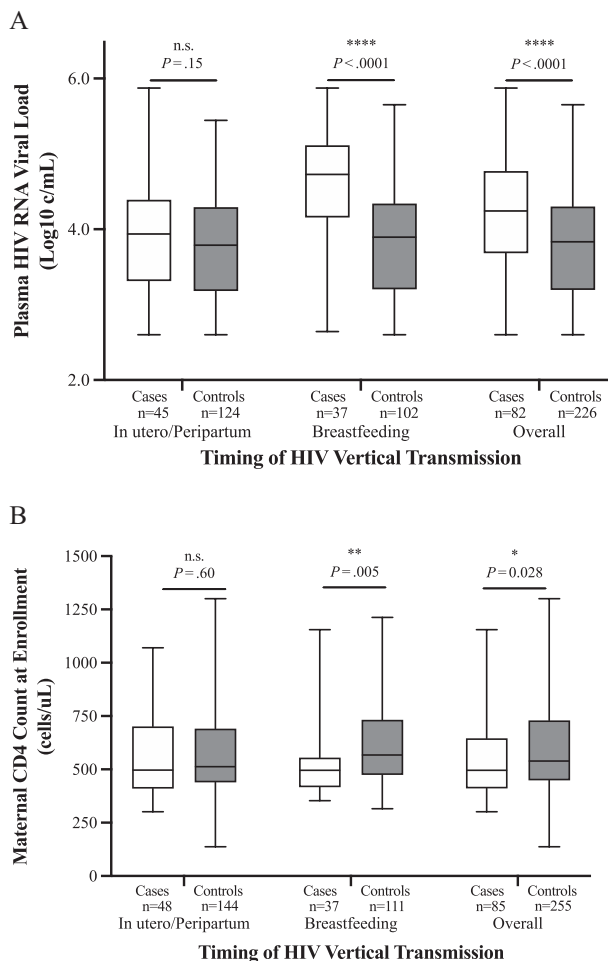 A
n.s.
P=.15
****
P<.0001
****
P<.0001
6.0
4.0
2.0
Plasma HIV RNA Viral Load
(Log10 c/mL)
Cases Controls Cases Controls Cases Controls
n=45 n=124 n=37 n=102 n=82 n=226
In utero/Peripartum Breastfeeding Overall
Timing of HIV Vertical Transmission
B
n.s.
P=.60
**
P=.005
*
P=0.028
1500
1250
1000
750
500
250
0
Maternal CD4 Count at Enrollment
(cells/uL)
Cases Controls Cases Controls Cases Controls
n=48 n=144 n=37 n=111 n=85 n=255
In utero/Peripartum Breastfeeding Overall
Timing of HIV Vertical Transmission